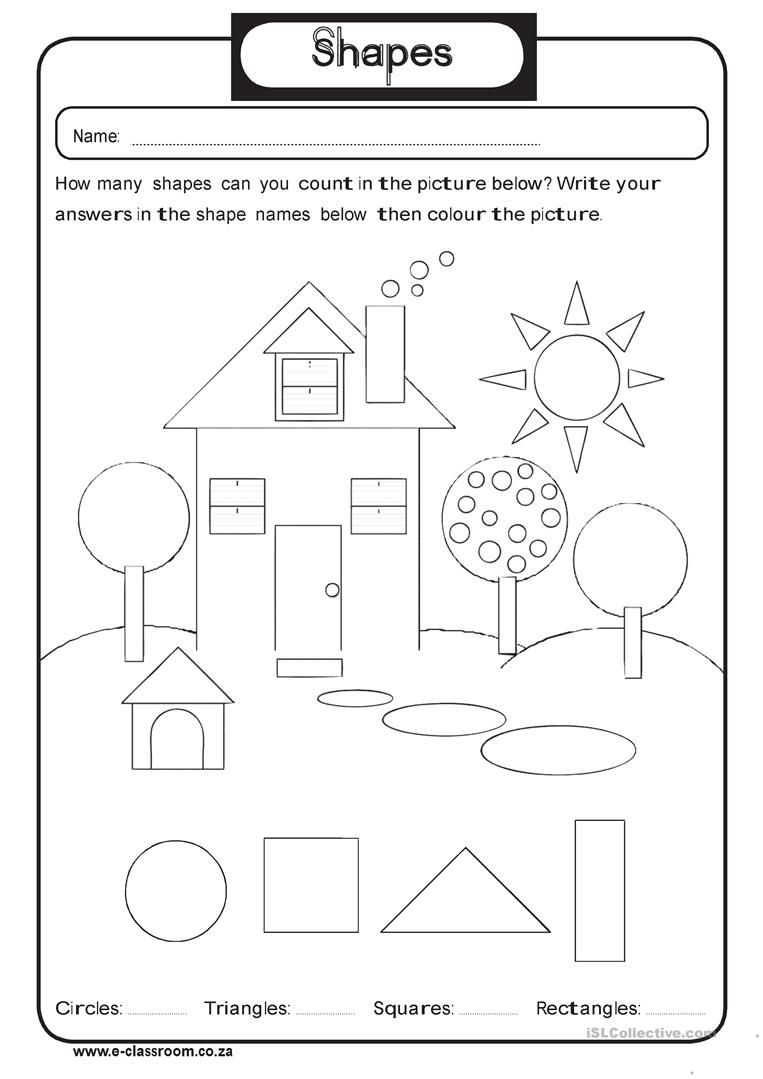 Shapes
Name: ......................................................................
How many shapes can you count in the picture below? Write your
answers in the shape names below then colour the picture.
Circles: ............ Triangles: ............ Squares: ............ Rectangles: ............
iSLCollective.com
www.e-classroom.co.za